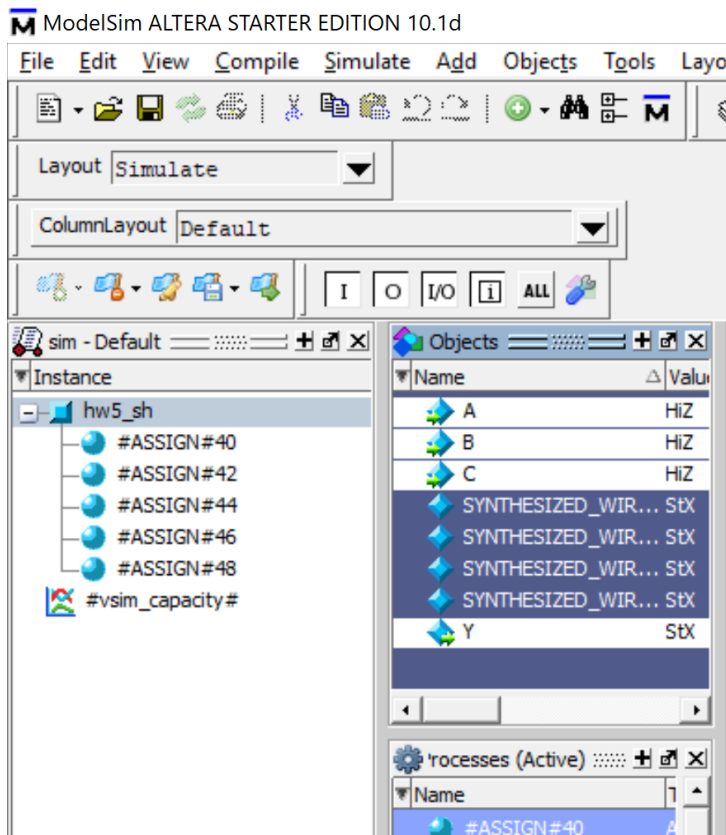 ModelSim ALTERA STARTER EDITION 10.1d
File Edit View Compile Simulate Add Objects Tools Layo
Layout Simulate
ColumnLayout Default
I O I/O i ALL
sim - Default
Instance
hw5_sh
#ASSIGN#40
#ASSIGN#42
#ASSIGN#44
#ASSIGN#46
#ASSIGN#48
#vsim_capacity#
Objects
Name Valu
A HiZ
B HiZ
C HiZ
SYNTHESIZED_WIR... StX
SYNTHESIZED_WIR... StX
SYNTHESIZED_WIR... StX
SYNTHESIZED_WIR... StX
Y StX
rocesses (Active)
Name T
#ASSIGN#40 A